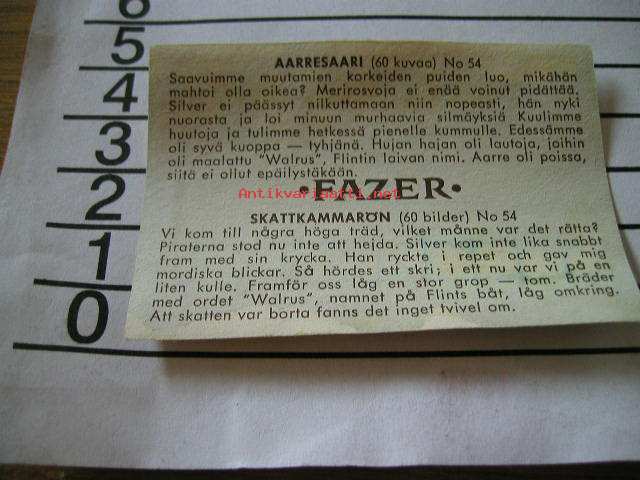 6
5
4
3
2
1
0
AARRESAARI (60 kuvaa) No 54
Saavuimme muutamien korkeiden puiden luo, mikähän
mahtoi olla oikea? Merirosvoja ei enää voinut pidättää.
Silver ei päässyt nilkuttamaan niin nopeasti, hän nyki
nuorasta ja loi minuun murhaavia silmäyksiä Kuulimme
huutoja ja tulimme hetkessä pienelle kummulle. Edessämme
oli syvä kuoppa — tyhjänä. Hujan hajan oli lautoja, joihin
oli maalattu "Walrus", Flintin laivan nimi. Aarre oli poissa,
siitä ei ollut epäilystäkään.
•FAZER•
Antikvariaatti.net
SKATTKAMMARÖN (60 bilder) No 54
Vi kom till några höga träd, vilket månne var det rätta?
Piraterna stod nu inte att hejda. Silver kom inte lika snabbt
fram med sin krycka. Han ryckte i repet och gav mig
mordiska blickar. Så hördes ett skri; i ett nu var vi på en
liten kulle. Framför oss låg en stor grop — tom. Bräder
med ordet "Walrus", namnet på Flints båt, låg omkring.
Att skatten var borta fanns det inget tvivel om.